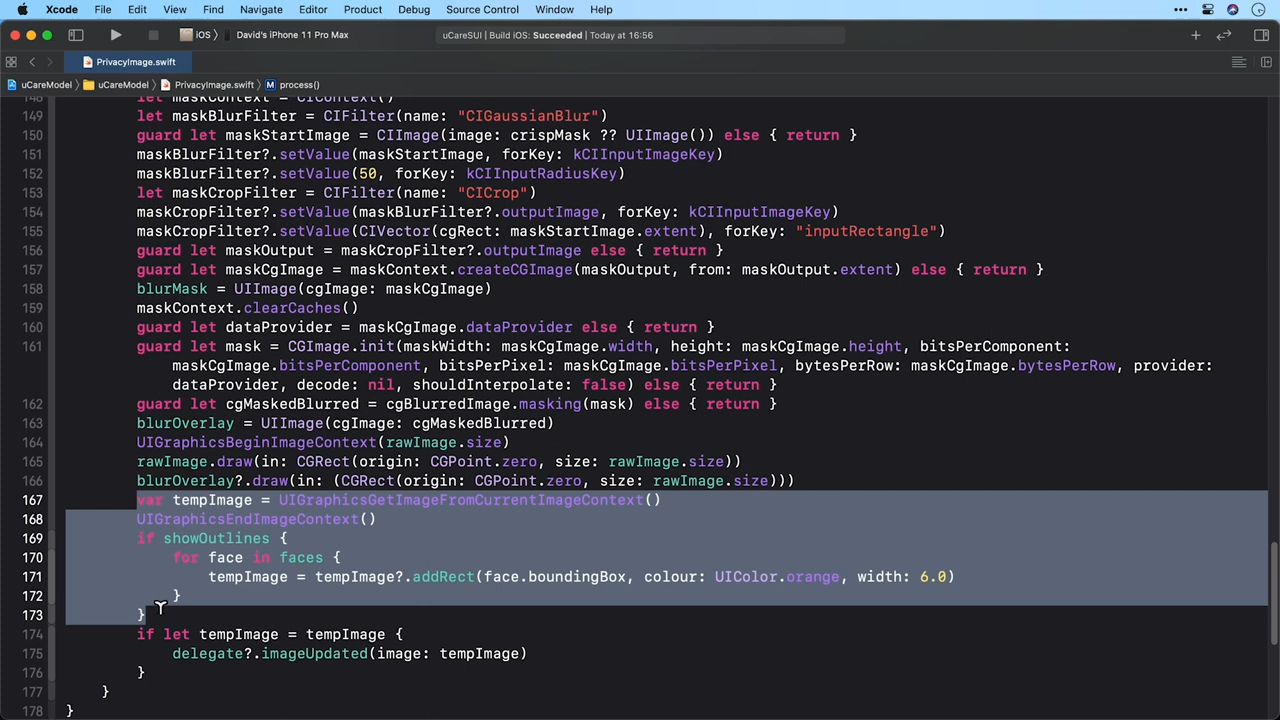 Xcode File Edit View Find Navigate Editor Product Debug Source Control Window Help
iOS David's iPhone 11 Pro Max uCareSUI | Build iOS: Succeeded | Today at 16:56
PrivacyImage.swift
uCareModel uCareModel PrivacyImage.swift M process()
148 let maskContext = CIContext()
149 let maskBlurFilter = CIFilter(name: "CIGaussianBlur")
150 guard let maskStartImage = CIImage(image: crispMask ?? UIImage()) else { return }
151 maskBlurFilter?.setValue(maskStartImage, forKey: kCIInputImageKey)
152 maskBlurFilter?.setValue(50, forKey: kCIInputRadiusKey)
153 let maskCropFilter = CIFilter(name: "CICrop")
154 maskCropFilter?.setValue(maskBlurFilter?.outputImage, forKey: kCIInputImageKey)
155 maskCropFilter?.setValue(CIVector(cgRect: maskStartImage.extent), forKey: "inputRectangle")
156 guard let maskOutput = maskCropFilter?.outputImage else { return }
157 guard let maskCgImage = maskContext.createCGImage(maskOutput, from: maskOutput.extent) else { return }
158 blurMask = UIImage(cgImage: maskCgImage)
159 maskContext.clearCaches()
160 guard let dataProvider = maskCgImage.dataProvider else { return }
161 guard let mask = CGImage.init(maskWidth: maskCgImage.width, height: maskCgImage.height, bitsPerComponent:
maskCgImage.bitsPerComponent, bitsPerPixel: maskCgImage.bitsPerPixel, bytesPerRow: maskCgImage.bytesPerRow, provider:
dataProvider, decode: nil, shouldInterpolate: false) else { return }
162 guard let cgMaskedBlurred = cgBlurredImage.masking(mask) else { return }
163 blurOverlay = UIImage(cgImage: cgMaskedBlurred)
164 UIGraphicsBeginImageContext(rawImage.size)
165 rawImage.draw(in: CGRect(origin: CGPoint.zero, size: rawImage.size))
166 blurOverlay?.draw(in: (CGRect(origin: CGPoint.zero, size: rawImage.size)))
167 var tempImage = UIGraphicsGetImageFromCurrentImageContext()
168 UIGraphicsEndImageContext()
169 if showOutlines {
170 for face in faces {
171 tempImage = tempImage?.addRect(face.boundingBox, colour: UIColor.orange, width: 6.0)
172 }
173 }
174 if let tempImage = tempImage {
175 delegate?.imageUpdated(image: tempImage)
176 }
177 }
178 }